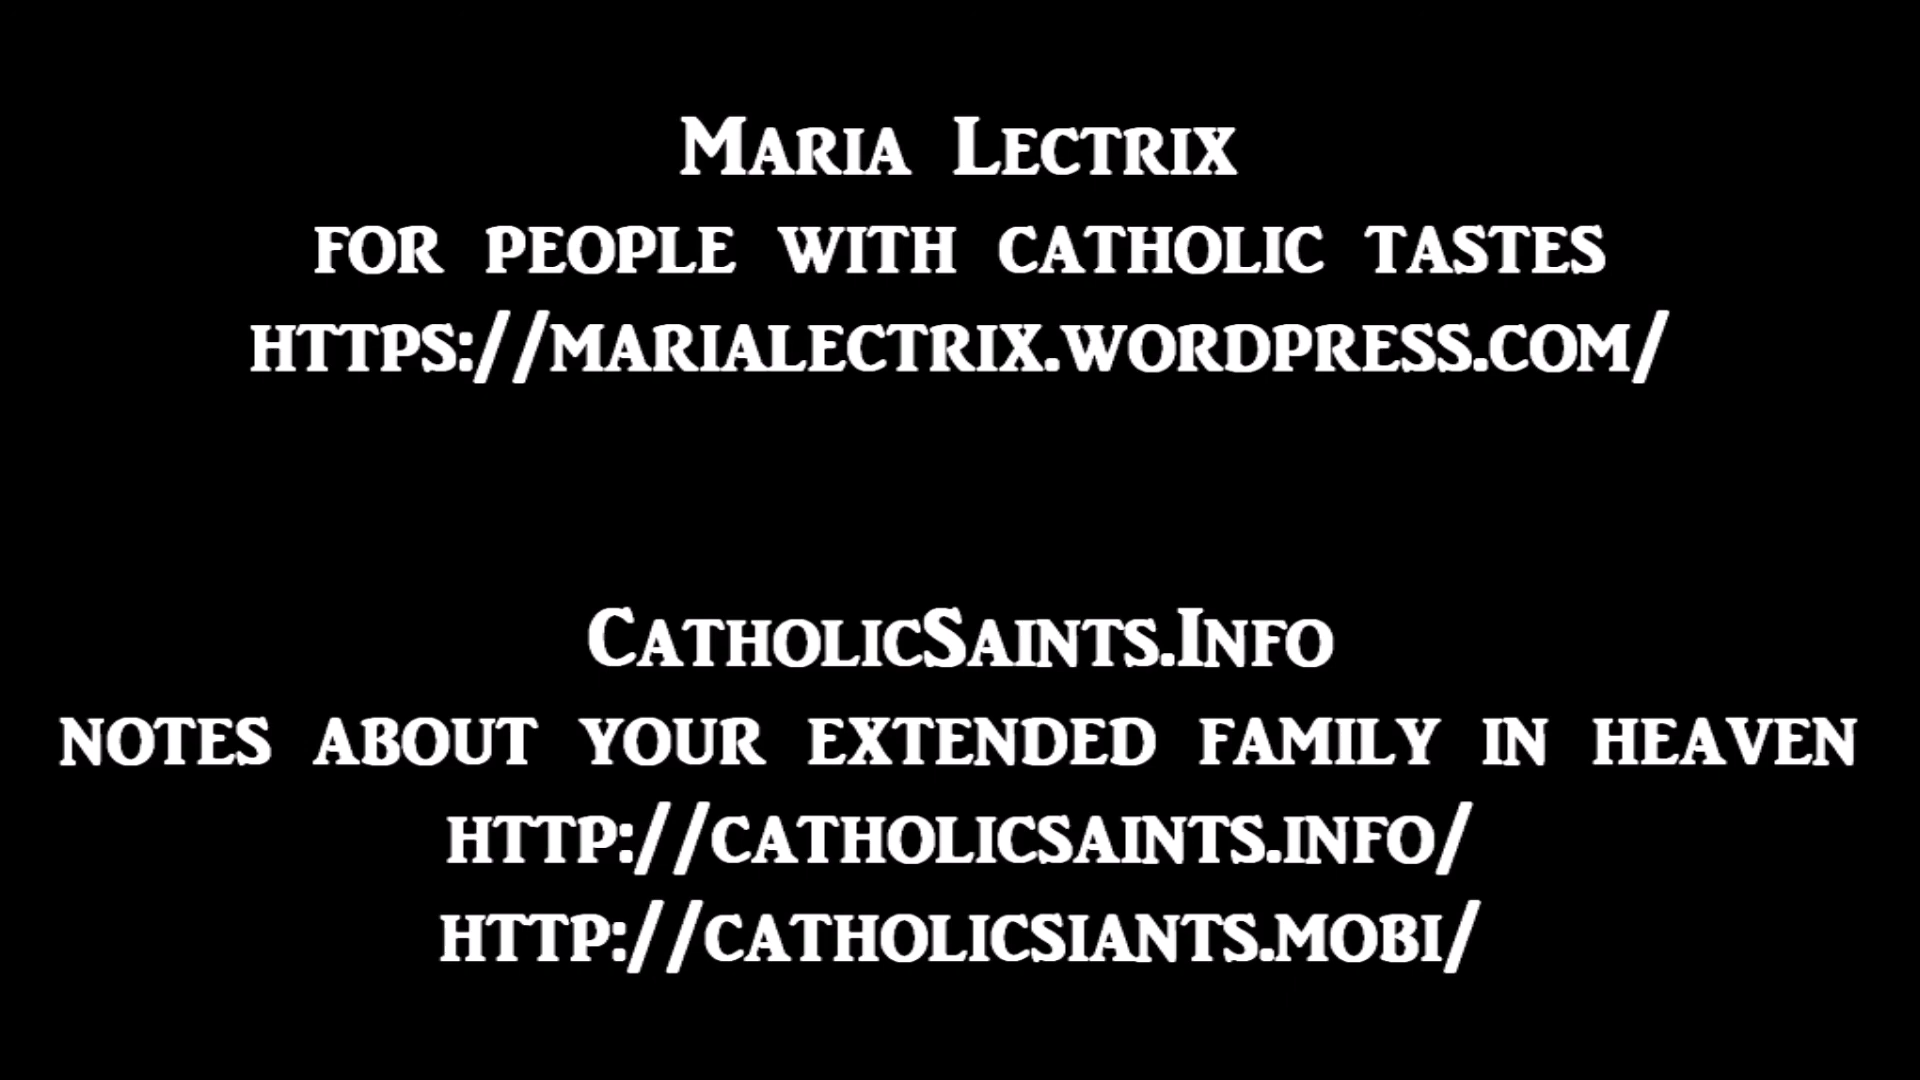 Maria Lectrix
for people with catholic tastes
https://marialectrix.wordpress.com/
CatholicSaints.Info
notes about your extended family in heaven
http://catholicsaints.info/
http://catholicsiants.mobi/